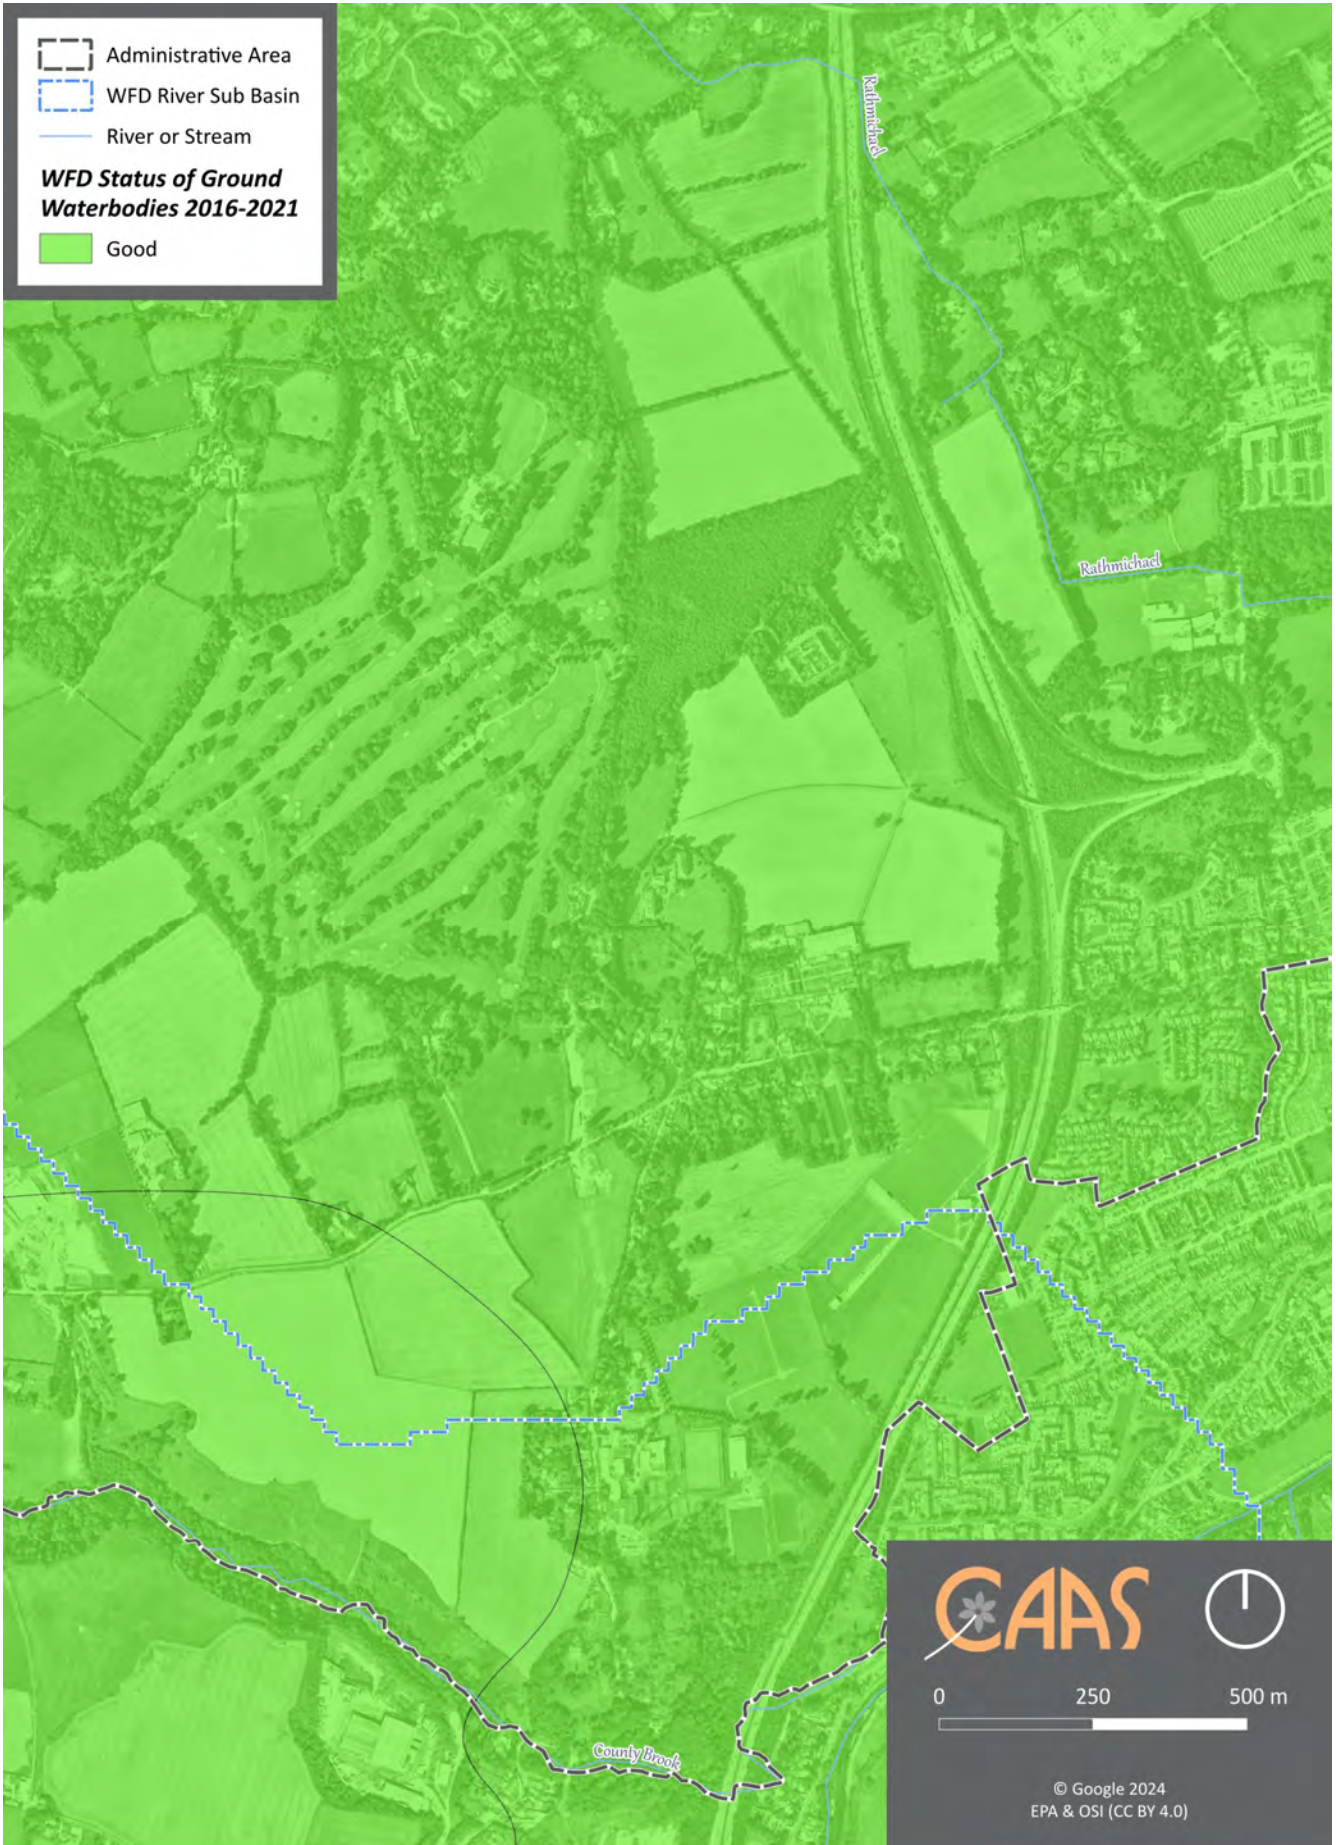 Administrative Area
WFD River Sub Basin
River or Stream
WFD Status of Ground
Waterbodies 2016-2021
Good
Rathmichael
Rathmichael
County Brook
CAAS
0 250 500 m
© Google 2024
EPA & OSI (CC BY 4.0)